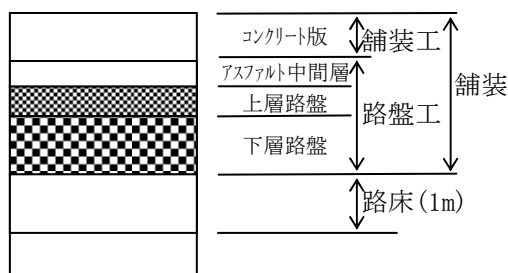 ｺﾝｸﾘｰﾄ版
舗装工
ｱｽﾌｧﾙﾄ中間層
上層路盤
路盤工
舗装
下層路盤
路床(1m)